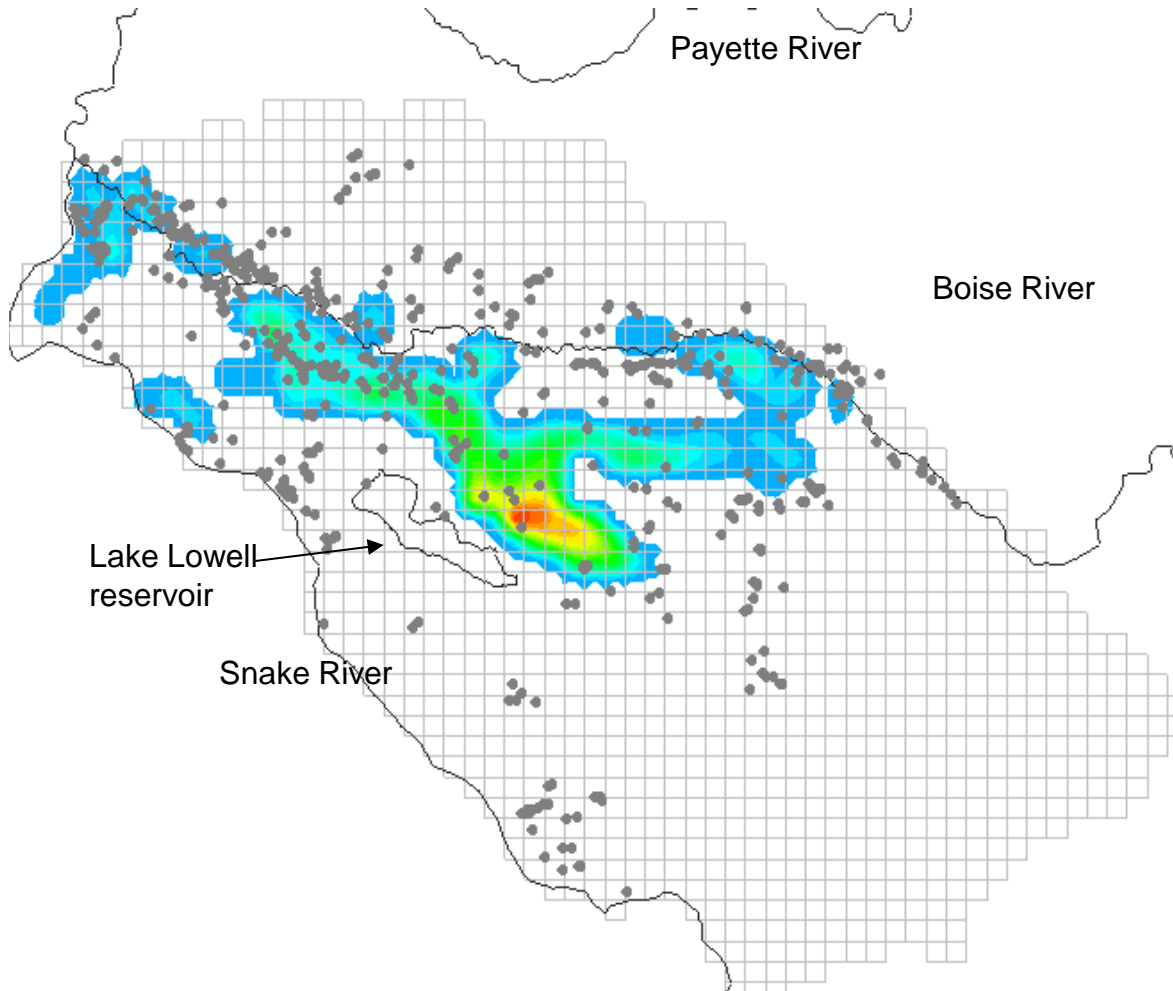 Payette River
Boise River
Lake Lowell
reservoir
Snake River